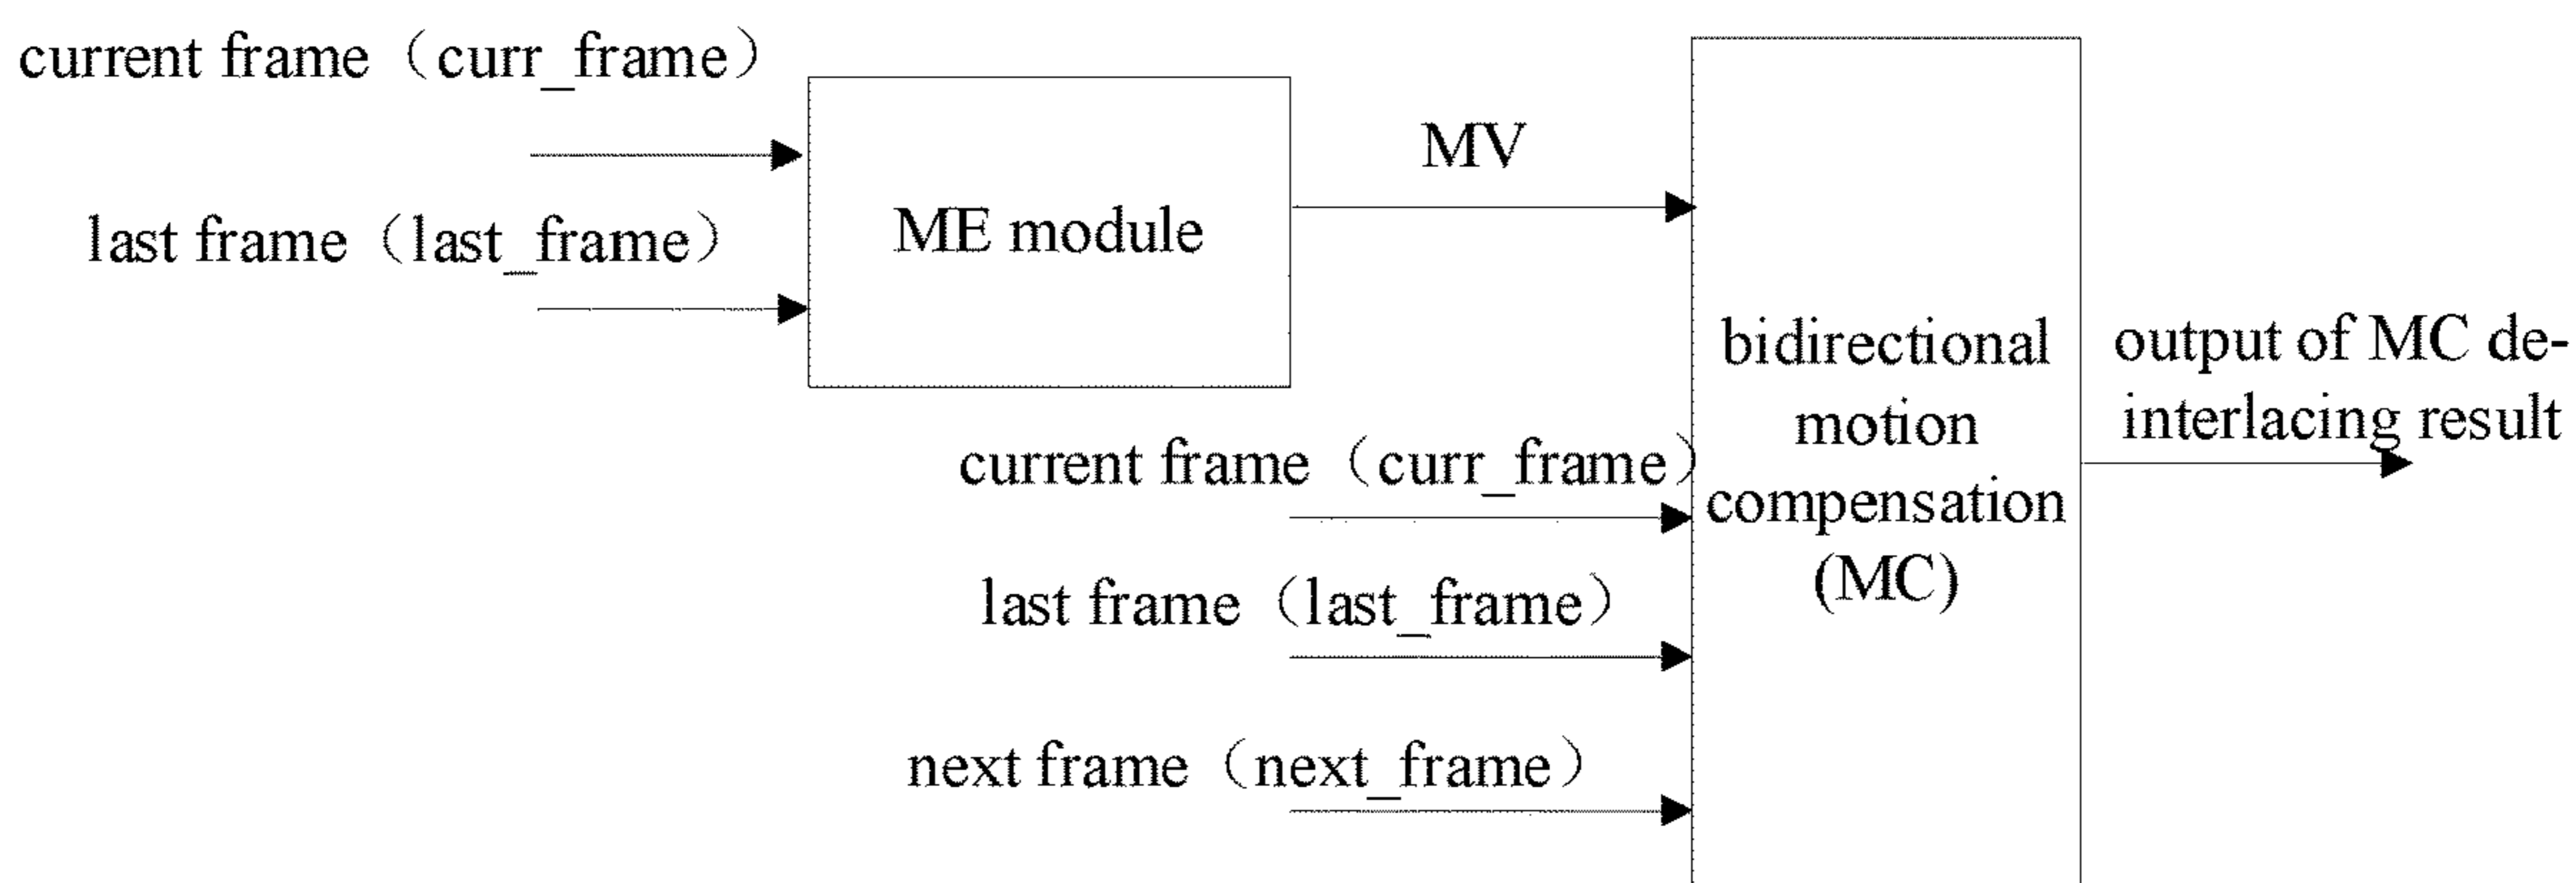 current frame（curr_frame）
last frame（last_frame）
ME module
MV
current frame（curr_frame）
last frame（last_frame）
next frame（next_frame）
bidirectional
motion
compensation
(MC)
output of MC de-
interlacing result